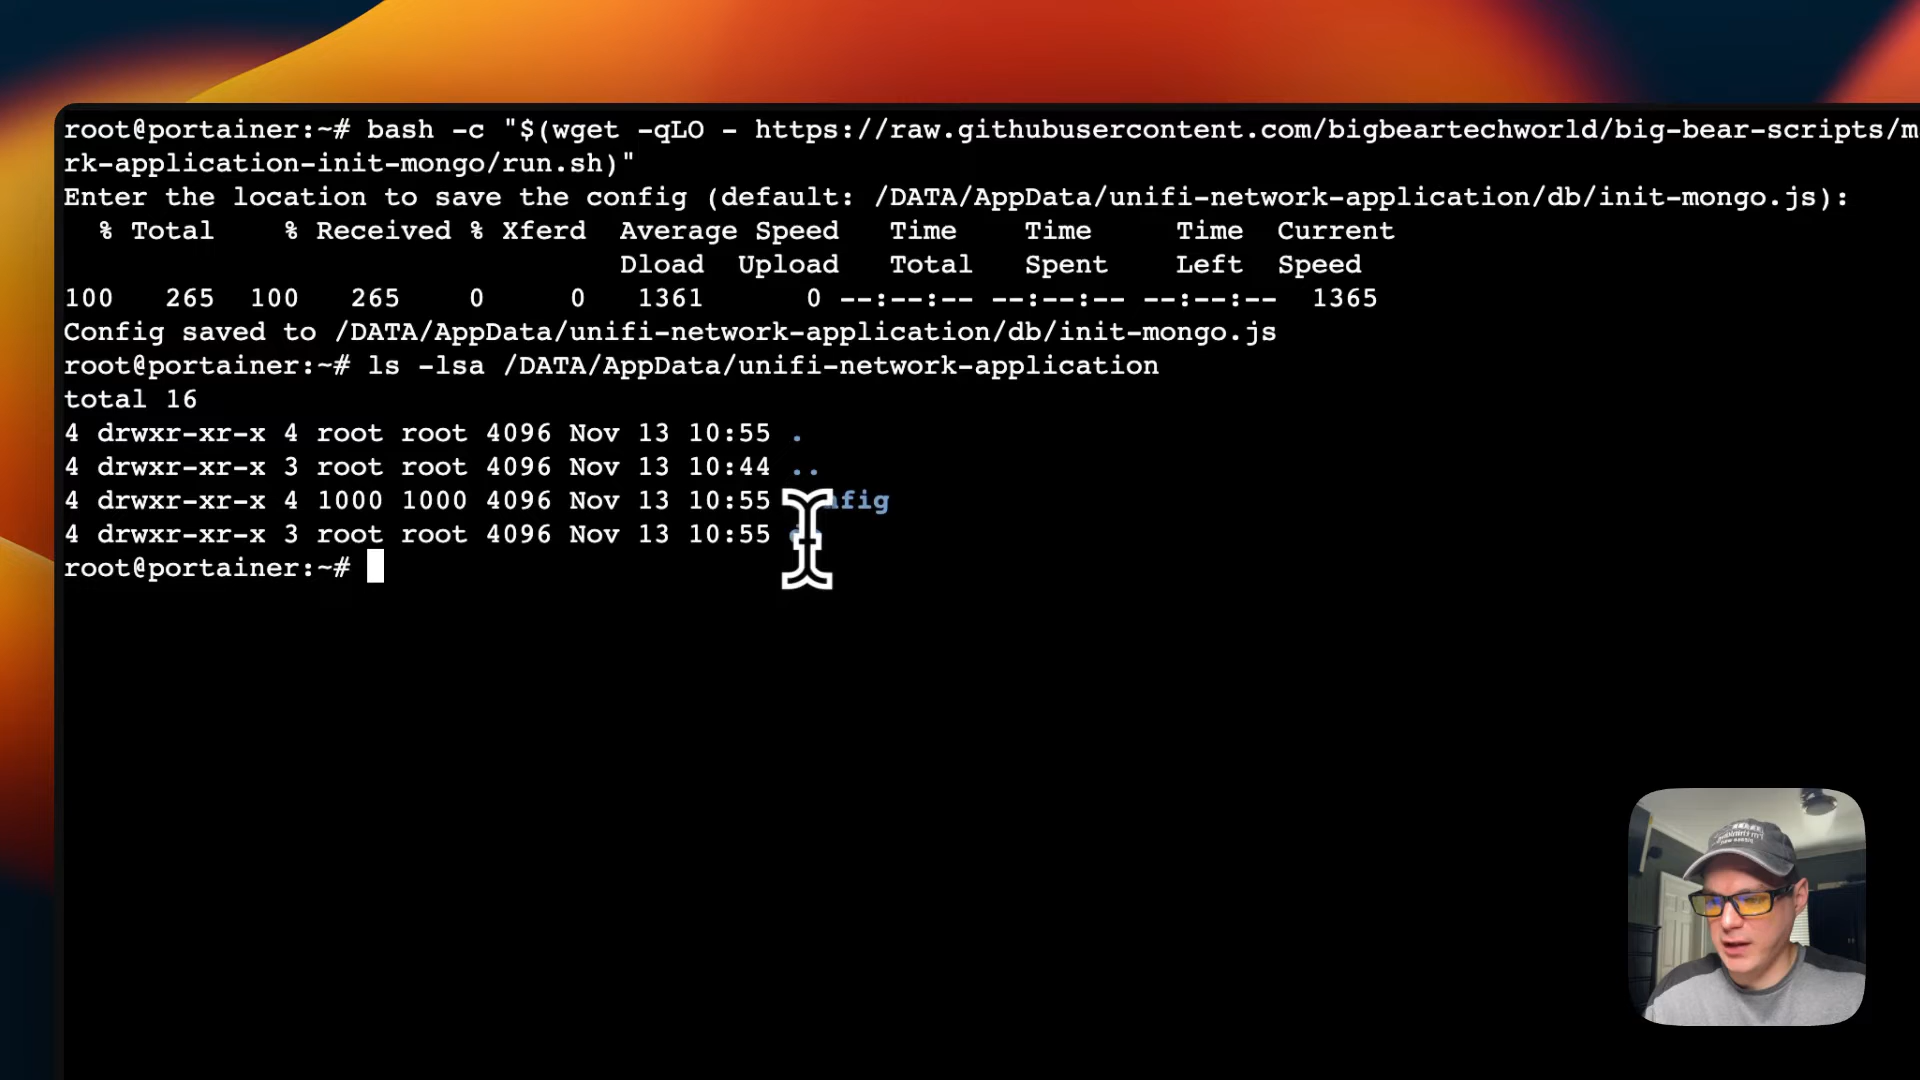 root@portainer:~# bash -c "$(wget -qLO - https://raw.githubusercontent.com/bigbeartechworld/big-bear-scripts/m
rk-application-init-mongo/run.sh)"
Enter the location to save the config (default: /DATA/AppData/unifi-network-application/db/init-mongo.js):
% Total % Received % Xferd Average Speed Time Time Time Current
Dload Upload Total Spent Left Speed
100 265 100 265 0 0 1361 0 --:--:-- --:--:-- --:--:-- 1365
Config saved to /DATA/AppData/unifi-network-application/db/init-mongo.js
root@portainer:~# ls -lsa /DATA/AppData/unifi-network-application
total 16
4 drwxr-xr-x 4 root root 4096 Nov 13 10:55 .
4 drwxr-xr-x 3 root root 4096 Nov 13 10:44 ..
4 drwxr-xr-x 4 1000 1000 4096 Nov 13 10:55 nfig
4 drwxr-xr-x 3 root root 4096 Nov 13 10:55
root@portainer:~#